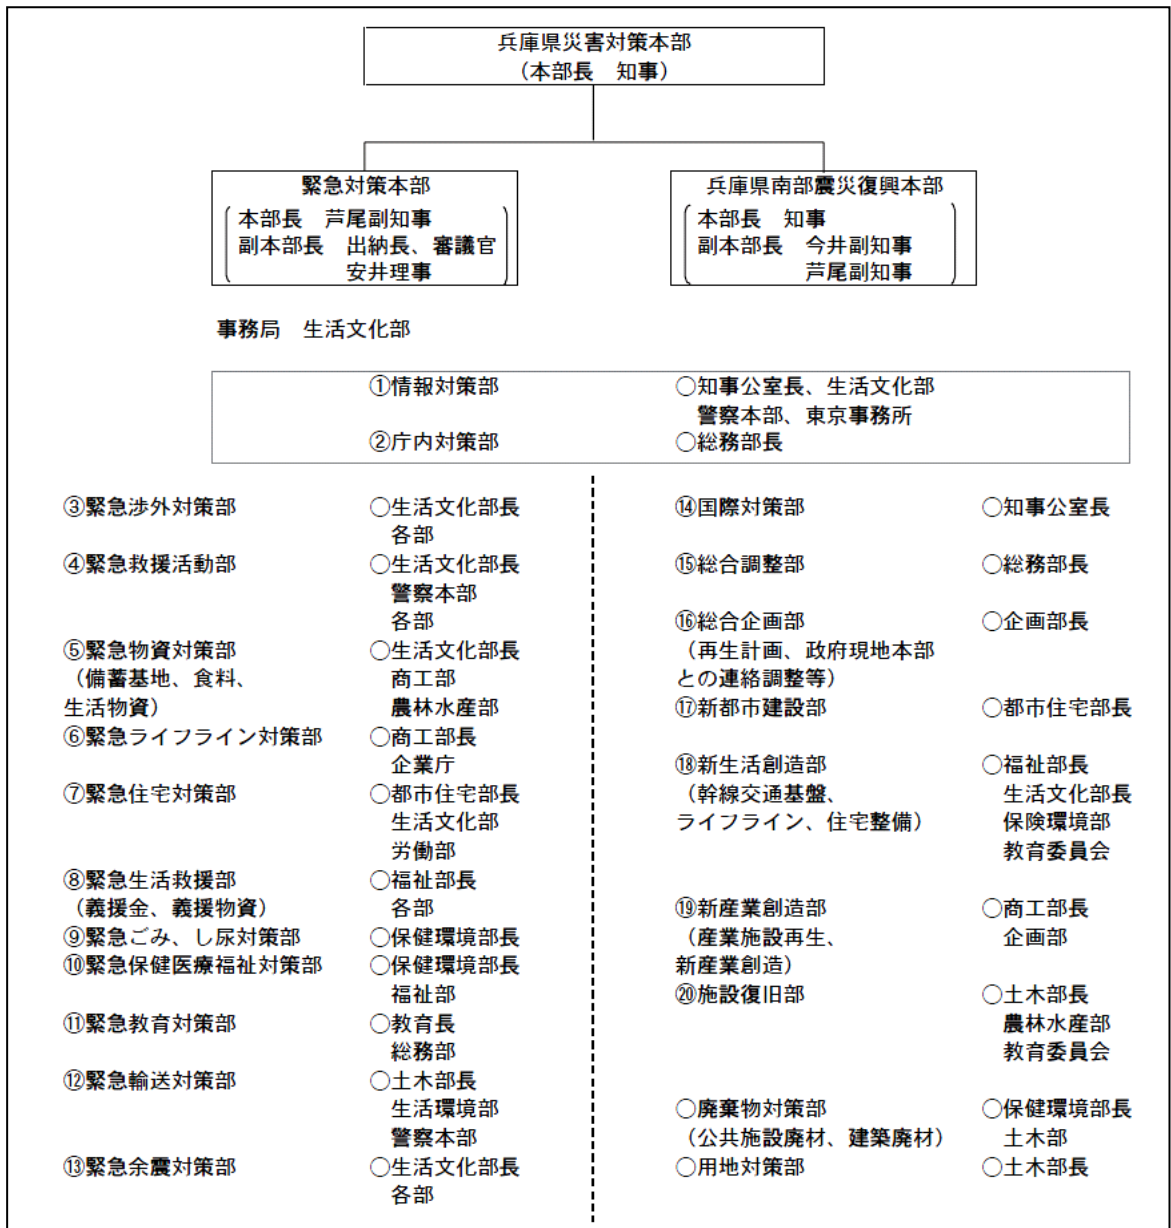 兵庫県災害対策本部
（本部長　知事）
緊急対策本部
本部長　芦尾副知事
副本部長　出納長、審議官
安井理事
兵庫県南部震災復興本部
本部長　知事
副本部長　今井副知事
芦尾副知事
事務局　生活文化部
①情報対策部　○知事公室長、生活文化部
警察本部、東京事務所
②庁内対策部　○総務部長
③緊急渉外対策部　○生活文化部長
各部
④緊急救援活動部　○生活文化部長
警察本部
各部
⑤緊急物資対策部　○生活文化部長
（備蓄基地、食料、　商工部
生活物資）　農林水産部
⑥緊急ライフライン対策部　○商工部長
企業庁
⑦緊急住宅対策部　○都市住宅部長
生活文化部
労働部
⑧緊急生活救援部　○福祉部長
（義援金、義援物資）　各部
⑨緊急ごみ、し尿対策部　○保健環境部長
⑩緊急保健医療福祉対策部　○保健環境部長
福祉部
⑪緊急教育対策部　○教育長
総務部
⑫緊急輸送対策部　○土木部長
生活環境部
警察本部
⑬緊急余震対策部　○生活文化部長
各部
⑭国際対策部　○知事公室長
⑮総合調整部　○総務部長
⑯総合企画部　○企画部長
（再生計画、政府現地本部
との連絡調整等）
⑰新都市建設部　○都市住宅部長
⑱新生活創造部　○福祉部長
（幹線交通基盤、　生活文化部長
ライフライン、住宅整備）　保険環境部
教育委員会
⑲新産業創造部　○商工部長
（産業施設再生、　企画部
新産業創造）
⑳施設復旧部　○土木部長
農林水産部
教育委員会
○廃棄物対策部　○保健環境部長
（公共施設廃材、建築廃材）　土木部
○用地対策部　○土木部長